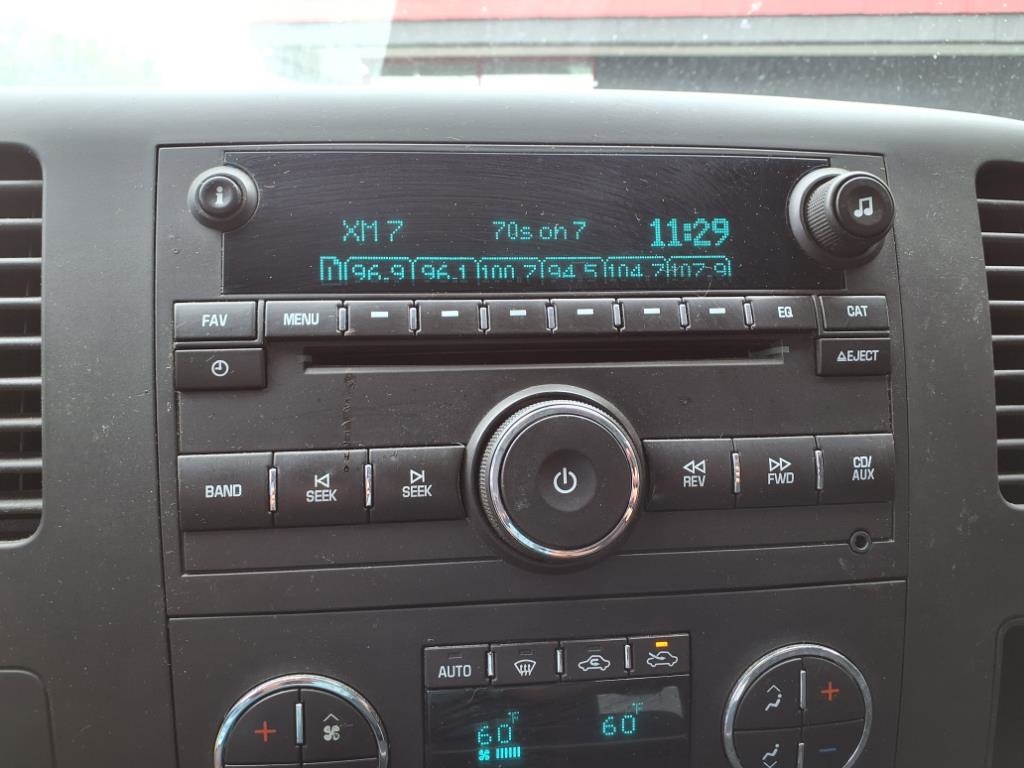 i
XM 7 70s on 7 11:29
96.9 96.1 100.7 94.5 104.7 107.9
FAV MENU EQ CAT
EJECT
BAND SEEK SEEK REV FWD CD/
AUX
AUTO
60°F 60°F